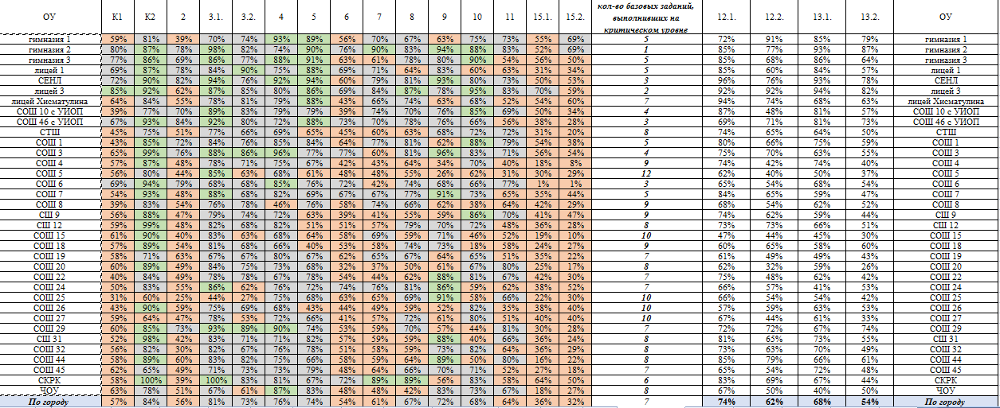 ОУ К1 К2 2 3.1. 3.2. 4 5 6 7 8 9 10 11 15.1. 15.2. кол-во базовых заданий, выполнивших на критическом уровне 12.1. 12.2. 13.1. 13.2. ОУ
гимназия 1 59% 81% 39% 70% 74% 93% 89% 56% 70% 67% 63% 75% 73% 55% 69% 5 72% 91% 85% 79% гимназия 1
гимназия 2 80% 87% 78% 98% 82% 74% 90% 76% 90% 83% 94% 88% 83% 52% 69% 1 85% 77% 93% 87% гимназия 2
гимназия 3 77% 86% 69% 86% 77% 88% 91% 63% 61% 78% 80% 90% 54% 56% 50% 5 85% 68% 86% 64% гимназия 3
лицей 1 69% 87% 78% 84% 90% 75% 88% 69% 71% 64% 83% 60% 63% 31% 34% 5 85% 60% 84% 57% лицей 1
СЕНЛ 72% 90% 82% 94% 76% 92% 94% 60% 79% 81% 93% 80% 73% 50% 53% 3 96% 76% 93% 78% СЕНЛ
лицей 3 85% 92% 62% 87% 85% 80% 86% 69% 84% 87% 78% 95% 83% 70% 59% 2 92% 92% 94% 82% лицей 3
лицей Хисматулина 64% 84% 55% 78% 81% 79% 88% 43% 66% 74% 63% 68% 52% 54% 60% 7 94% 74% 68% 63% лицей Хисматулина
СОШ 10 с УИОП 39% 77% 70% 89% 83% 79% 79% 39% 74% 70% 76% 85% 69% 50% 34% 4 87% 48% 81% 57% СОШ 10 с УИОП
СОШ 46 с УИОП 67% 93% 84% 92% 80% 72% 88% 73% 70% 78% 76% 66% 56% 38% 28% 3 69% 71% 81% 73% СОШ 46 с УИОП
СТШ 45% 75% 51% 77% 66% 69% 65% 45% 60% 63% 68% 72% 72% 31% 20% 8 74% 65% 64% 50% СТШ
СОШ 1 43% 85% 72% 84% 76% 85% 84% 64% 77% 81% 62% 88% 79% 54% 38% 5 80% 66% 75% 59% СОШ 1
СОШ 3 65% 99% 76% 88% 86% 96% 77% 77% 60% 81% 96% 83% 71% 56% 54% 4 75% 70% 63% 55% СОШ 3
СОШ 4 57% 87% 48% 78% 71% 75% 67% 42% 43% 64% 34% 70% 40% 18% 8% 9 74% 42% 74% 40% СОШ 4
СОШ 5 56% 80% 44% 85% 63% 68% 61% 48% 48% 55% 26% 62% 31% 30% 29% 12 62% 40% 50% 37% СОШ 5
СОШ 6 69% 94% 79% 68% 68% 85% 76% 72% 42% 74% 68% 66% 77% 1% 1% 3 65% 54% 68% 54% СОШ 6
СОШ 7 54% 93% 48% 88% 68% 82% 69% 67% 67% 77% 91% 73% 65% 35% 44% 5 84% 65% 59% 47% СОШ 7
СОШ 8 39% 83% 54% 76% 78% 46% 76% 58% 74% 66% 62% 38% 64% 42% 29% 9 68% 54% 62% 52% СОШ 8
СШ 9 56% 88% 47% 79% 74% 72% 63% 39% 41% 55% 59% 86% 70% 41% 47% 9 74% 62% 59% 44% СШ 9
СШ 12 59% 99% 48% 82% 68% 82% 51% 51% 57% 79% 70% 72% 48% 36% 28% 8 73% 73% 66% 51% СШ 12
СОШ 15 61% 90% 40% 83% 63% 68% 64% 58% 69% 59% 71% 46% 52% 19% 10% 10 47% 44% 45% 30% СОШ 15
СОШ 18 57% 89% 54% 81% 68% 66% 40% 53% 58% 74% 73% 18% 58% 24% 27% 9 60% 65% 58% 60% СОШ 18
СОШ 19 58% 71% 63% 67% 67% 80% 67% 62% 65% 67% 64% 65% 51% 35% 22% 7 61% 49% 49% 43% СОШ 19
СОШ 20 60% 89% 49% 84% 75% 73% 68% 32% 37% 50% 61% 67% 80% 25% 17% 8 62% 32% 59% 26% СОШ 20
СОШ 22 40% 84% 49% 78% 78% 67% 78% 54% 44% 62% 88% 81% 67% 42% 30% 7 75% 48% 62% 42% СОШ 22
СОШ 24 50% 83% 55% 86% 62% 76% 72% 74% 76% 81% 86% 59% 62% 38% 52% 7 66% 57% 41% 53% СОШ 24
СОШ 25 31% 60% 25% 44% 27% 75% 68% 63% 65% 69% 91% 58% 66% 22% 30% 10 66% 54% 54% 42% СОШ 25
СОШ 26 43% 90% 59% 75% 69% 68% 43% 44% 49% 59% 52% 82% 35% 38% 40% 10 57% 59% 63% 53% СОШ 26
СОШ 27 59% 64% 47% 78% 53% 72% 66% 41% 57% 72% 61% 80% 51% 40% 40% 10 67% 44% 61% 33% СОШ 27
СОШ 29 60% 85% 73% 93% 89% 90% 74% 53% 59% 70% 57% 44% 81% 30% 28% 7 72% 72% 67% 74% СОШ 29
СШ 31 52% 98% 42% 83% 71% 71% 82% 57% 59% 59% 88% 40% 66% 36% 24% 8 81% 65% 73% 55% СШ 31
СОШ 32 56% 82% 30% 82% 67% 76% 78% 51% 58% 59% 73% 82% 64% 36% 29% 8 73% 63% 70% 49% СОШ 32
СОШ 44 58% 89% 60% 83% 82% 75% 66% 58% 59% 64% 89% 50% 80% 16% 22% 8 85% 79% 66% 61% СОШ 44
СОШ 45 62% 65% 49% 71% 73% 73% 79% 48% 64% 66% 70% 71% 52% 27% 18% 7 65% 54% 72% 48% СОШ 45
СКРК 58% 100% 39% 100% 83% 81% 67% 72% 89% 89% 56% 83% 58% 64% 50% 6 83% 69% 67% 44% СКРК
ЧОУ 63% 78% 51% 67% 61% 87% 83% 48% 48% 42% 83% 73% 67% 18% 27% 8 67% 50% 40% 50% ЧОУ
По городу 57% 84% 56% 81% 73% 76% 74% 54% 61% 67% 72% 68% 64% 36% 32% 7 74% 62% 68% 54% По городу